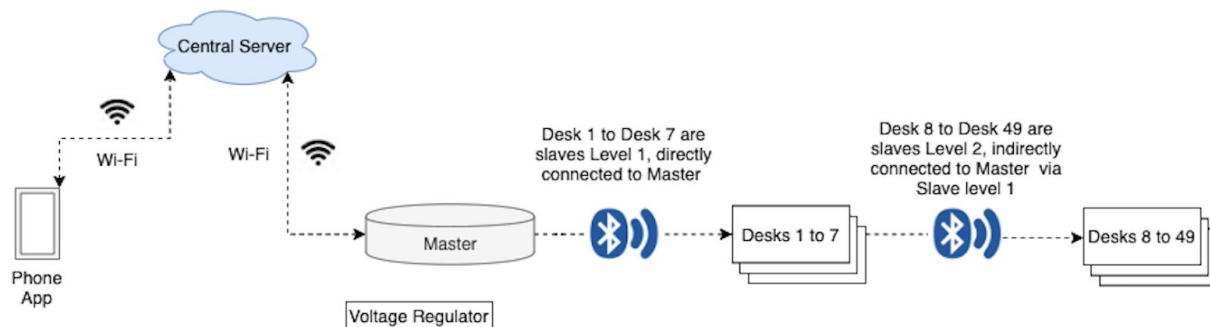 Central Server
Wi-Fi
Wi-Fi
Phone
App
Master
Voltage Regulator
Desk 1 to Desk 7 are
slaves Level 1, directly
connected to Master
Desks 1 to 7
Desk 8 to Desk 49 are
slaves Level 2, indirectly
connected to Master via
Slave level 1
Desks 8 to 49